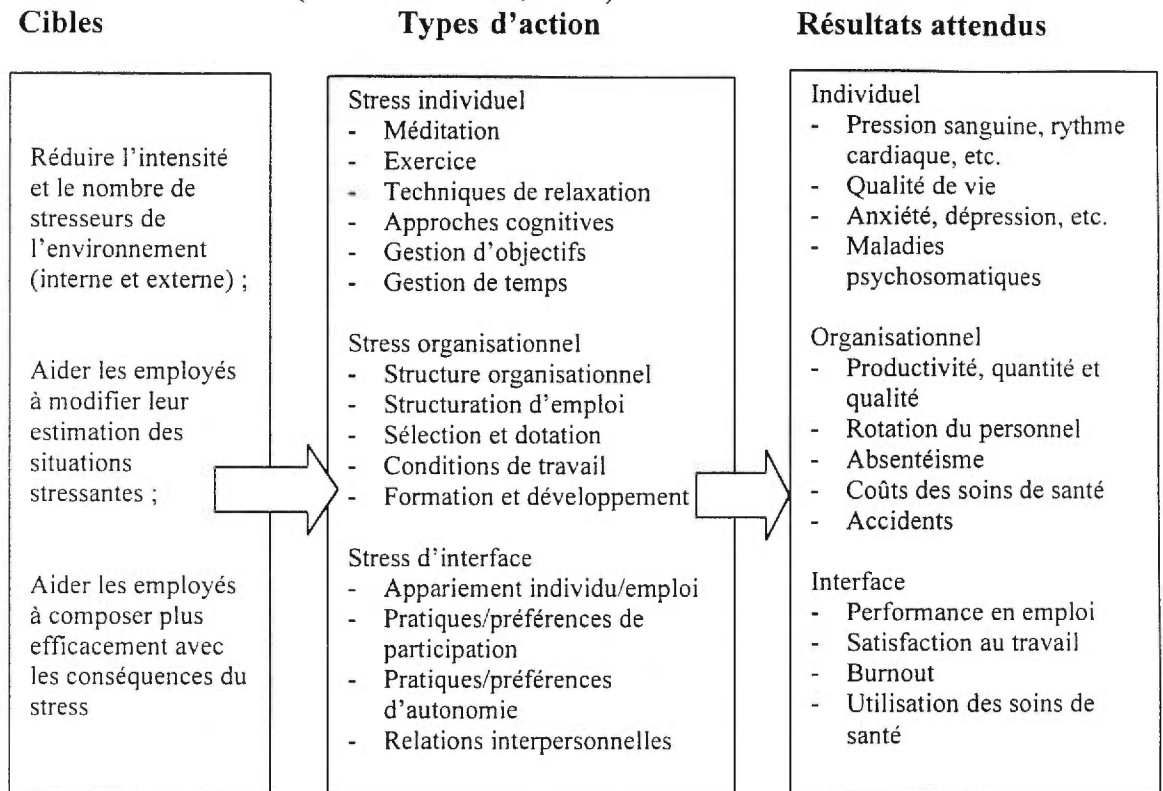 Cibles
Types d'action
Résultats attendus
Réduire l'intensité
et le nombre de
stresseurs de
l'environnement
(interne et externe) ;
Aider les employés
à modifier leur
estimation des
situations
stressantes ;
Aider les employés
à composer plus
efficacement avec
les conséquences du
stress
Stress individuel
- Méditation
- Exercice
- Techniques de relaxation
- Approches cognitives
- Gestion d'objectifs
- Gestion de temps
Stress organisationnel
- Structure organisationnel
- Structuration d'emploi
- Sélection et dotation
- Conditions de travail
- Formation et développement
Stress d'interface
- Appariement individu/emploi
- Pratiques/préférences de
participation
- Pratiques/préférences
d'autonomie
- Relations interpersonnelles
Individuel
- Pression sanguine, rythme
cardiaque, etc.
- Qualité de vie
- Anxiété, dépression, etc.
- Maladies
psychosomatiques
Organisationnel
- Productivité, quantité et
qualité
- Rotation du personnel
- Absentéisme
- Coûts des soins de santé
- Accidents
Interface
- Performance en emploi
- Satisfaction au travail
- Burnout
- Utilisation des soins de
santé